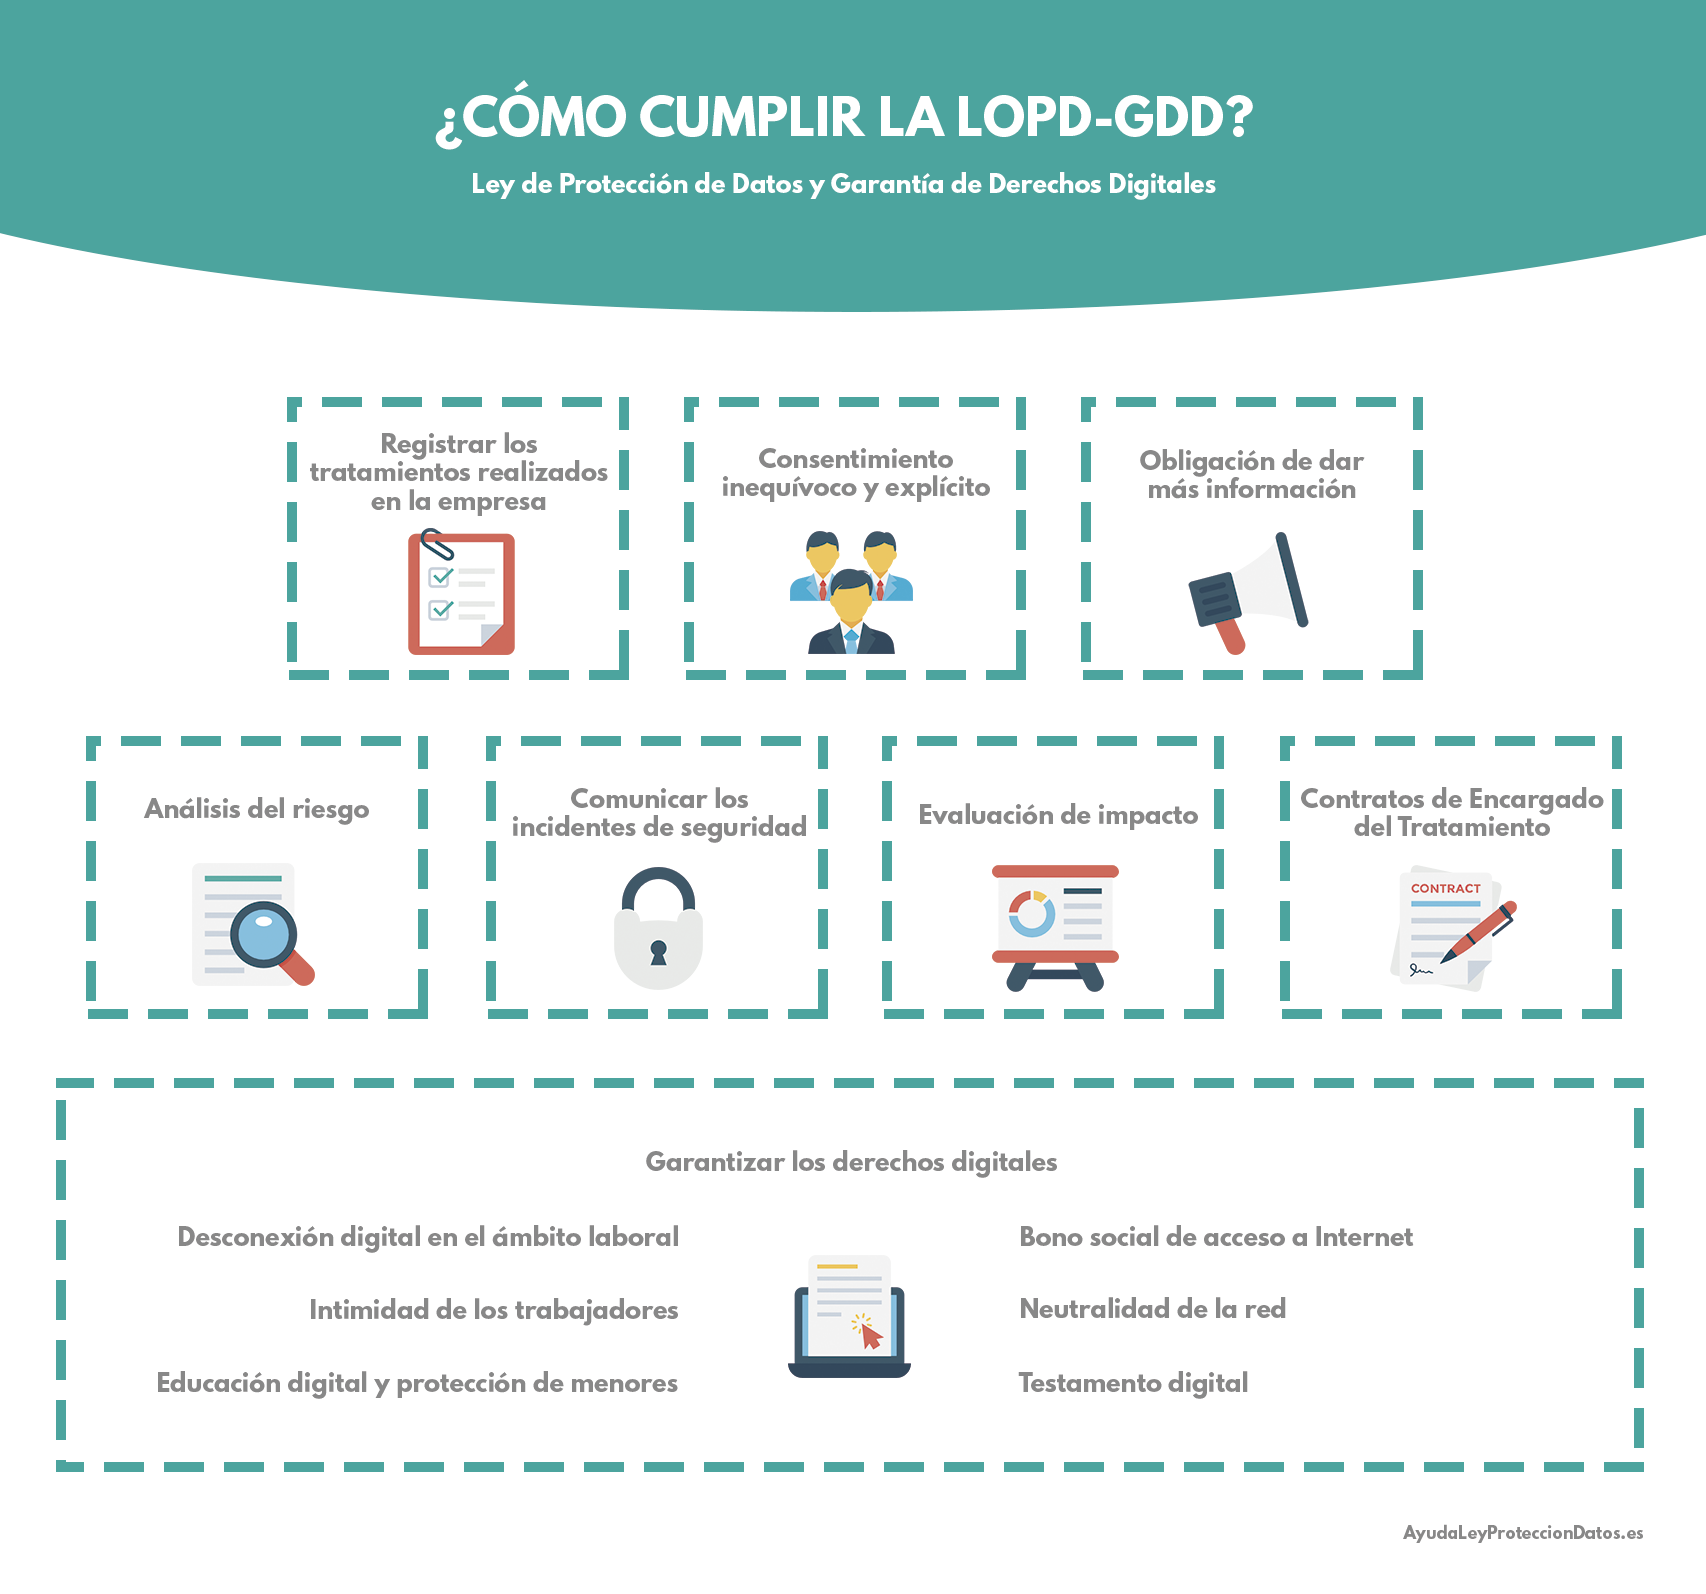 ¿CÓMO CUMPLIR LA LOPD-GDD?
Ley de Protección de Datos y Garantía de Derechos Digitales
Registrar los
tratamientos realizados
en la empresa
Consentimiento
inequívoco y explícito
Obligación de dar
más información
Análisis del riesgo
Comunicar los
incidentes de seguridad
Evaluación de impacto
Contratos de Encargado
del Tratamiento
CONTRACT
Garantizar los derechos digitales
Desconexión digital en el ámbito laboral
Intimidad de los trabajadores
Educación digital y protección de menores
Bono social de acceso a Internet
Neutralidad de la red
Testamento digital
AyudaLeyProteccionDatos.es